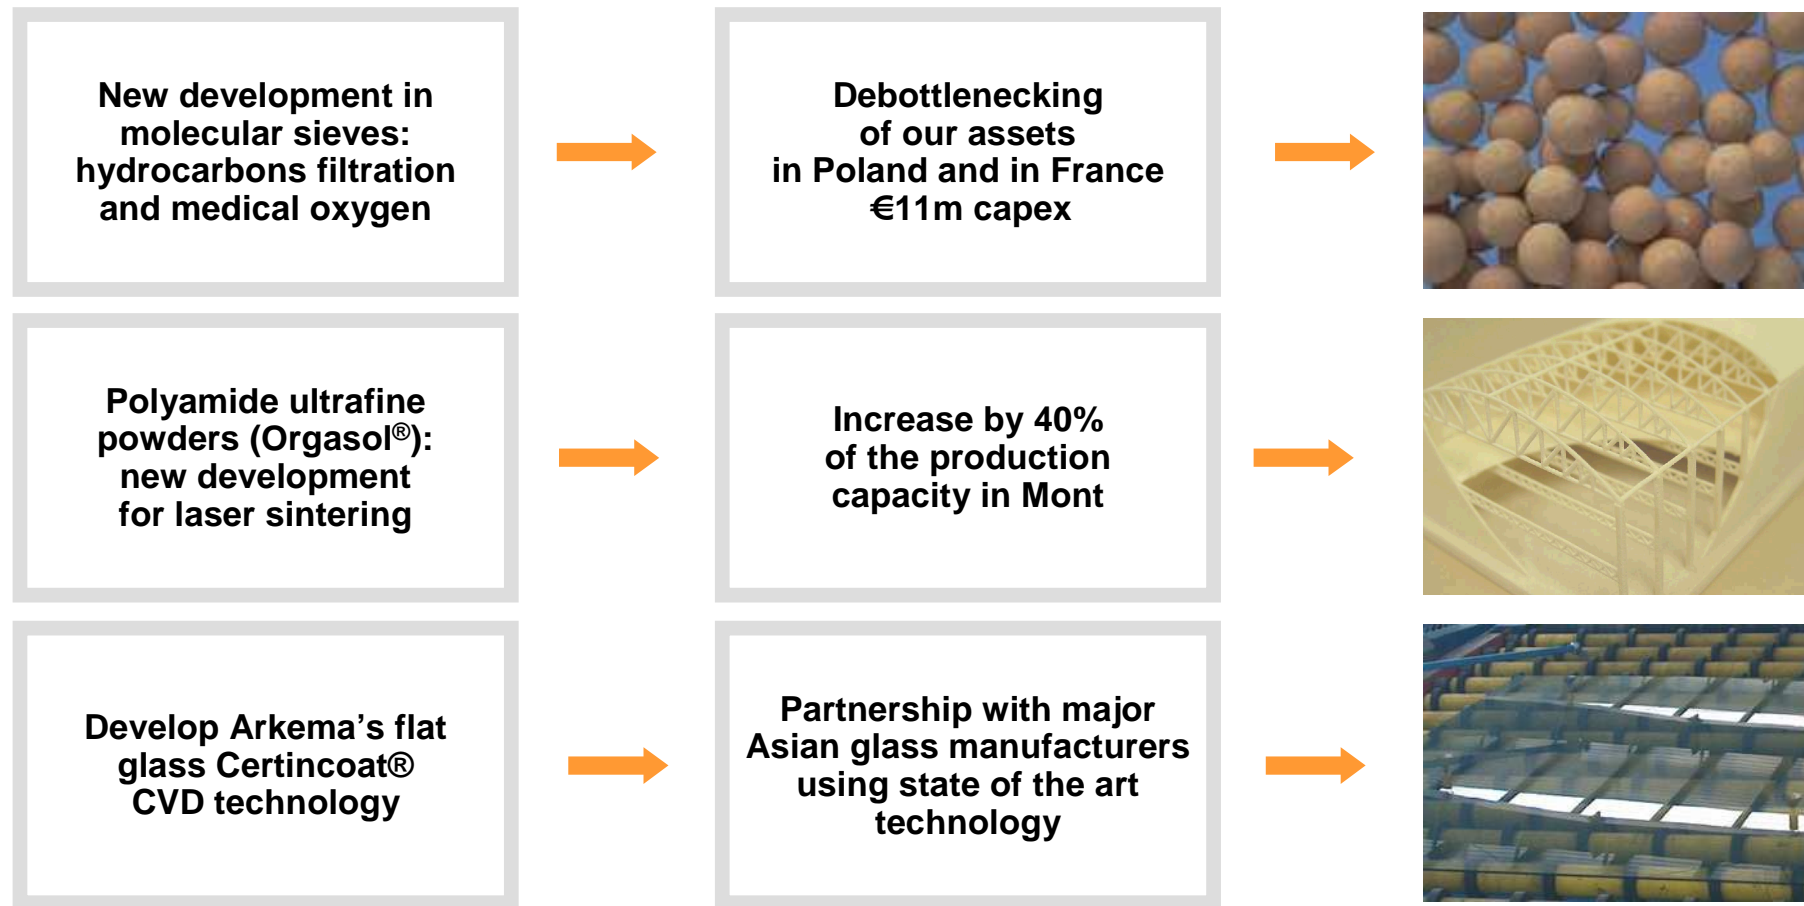 New development in
molecular sieves:
hydrocarbons filtration
and medical oxygen
Debottlenecking
of our assets
in Poland and in France
€11m capex
Polyamide ultrafine
powders (Orgasol®):
new development
for laser sintering
Increase by 40%
of the production
capacity in Mont
Develop Arkema’s flat
glass Certincoat®
CVD technology
Partnership with major
Asian glass manufacturers
using state of the art
technology